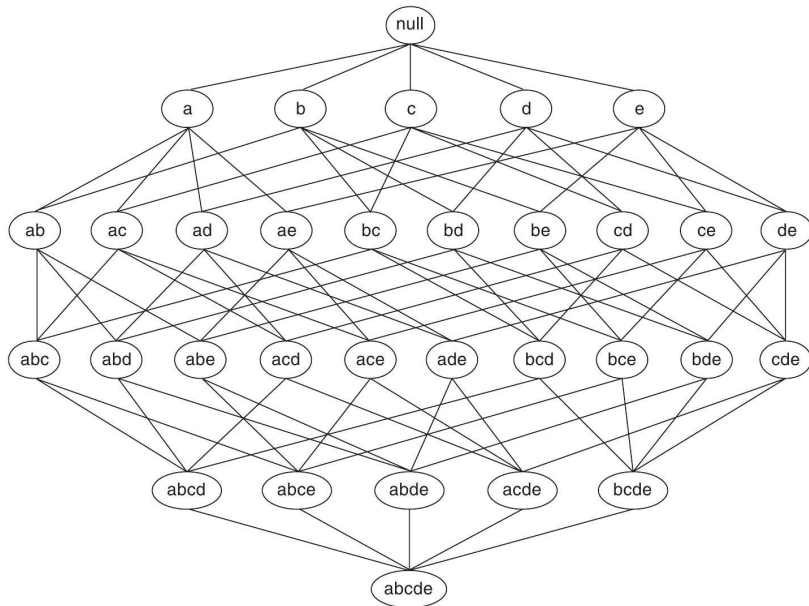 null
a b c d e
ab ac ad ae bc bd be cd ce de
abc abd abe acd ace ade bcd bce bde cde
abcd abce abde acde bcde
abcde